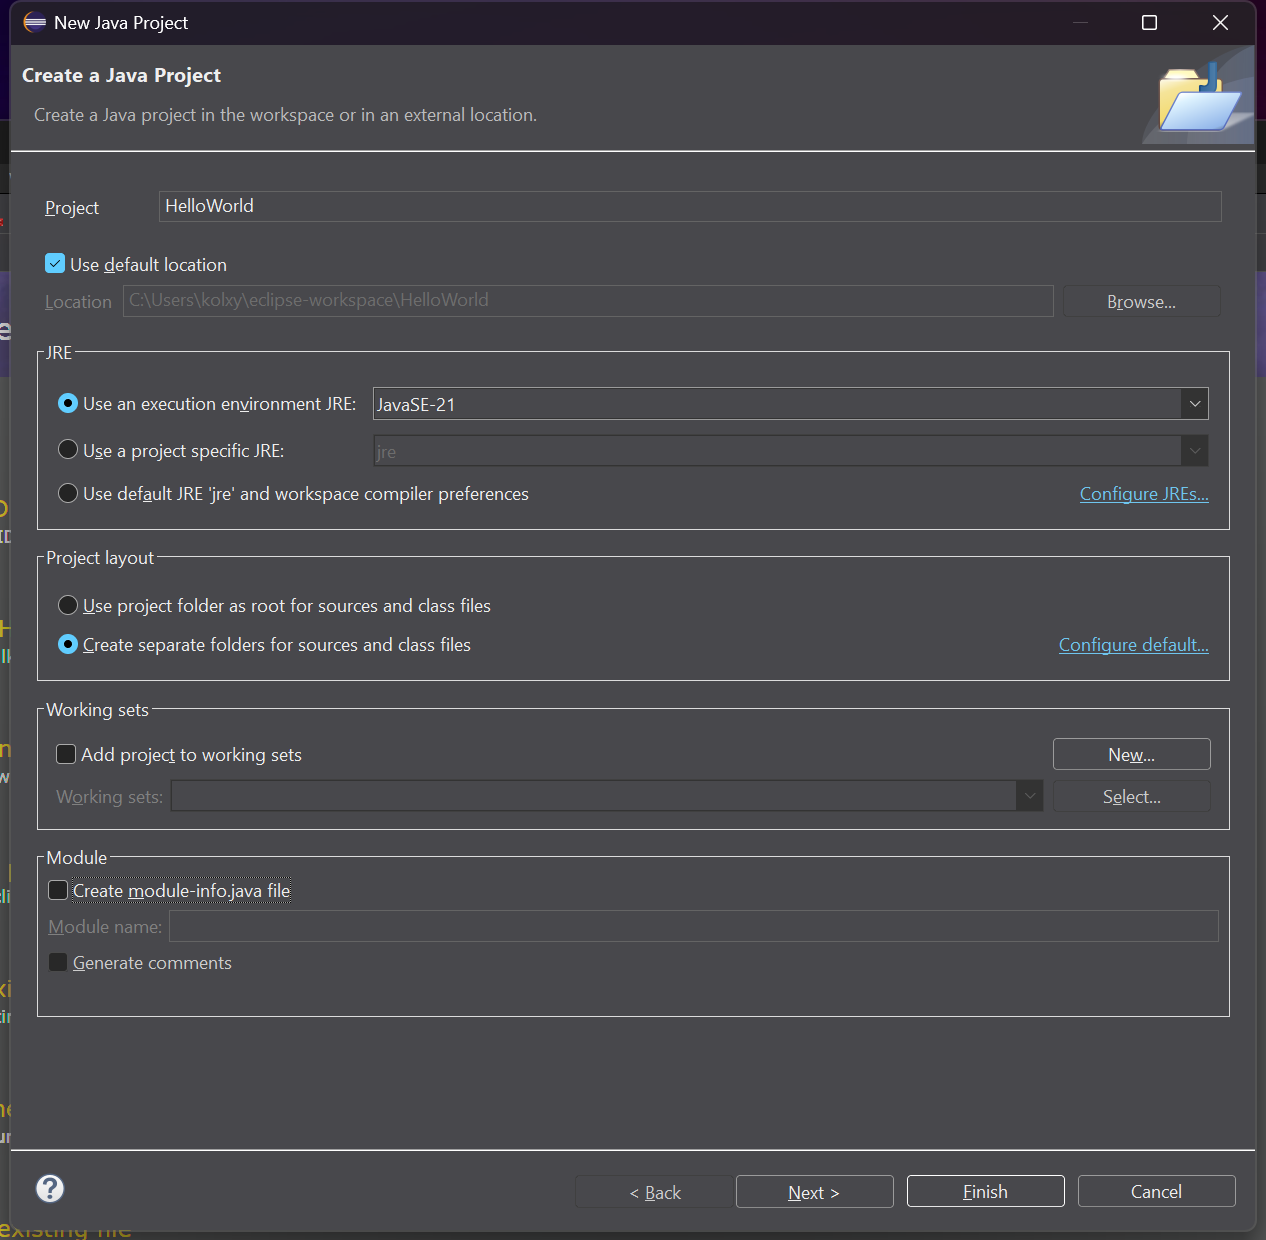 New Java Project
Create a Java Project
Create a Java project in the workspace or in an external location.
Project HelloWorld
Use default location
Location C:\Users\kolxy\eclipse-workspace\HelloWorld Browse...
JRE
Use an execution environment JRE: JavaSE-21
Use a project specific JRE: jre
Use default JRE 'jre' and workspace compiler preferences Configure JREs...
Project layout
Use project folder as root for sources and class files
Create separate folders for sources and class files Configure default...
Working sets
Add project to working sets New...
Working sets: Select...
Module
Create module-info.java file
Module name:
Generate comments
? < Back Next > Finish Cancel
existing file